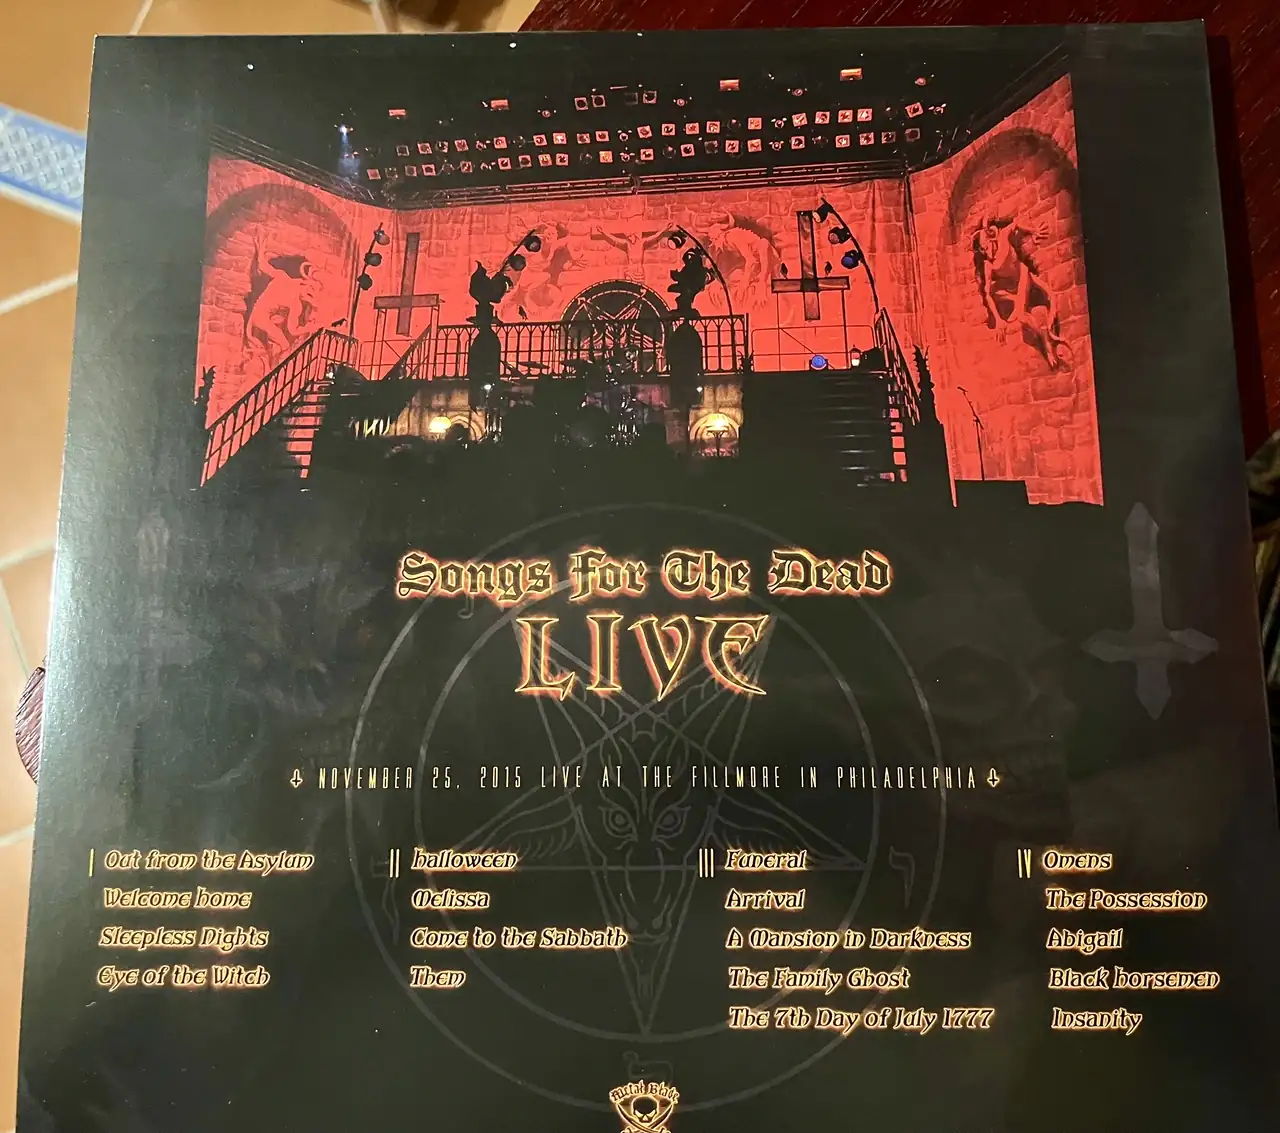 Songs For The Dead
LIVE
NOVEMBER 25, 2015 LIVE AT THE FILLMORE IN PHILADELPHIA
I Out from the Asylum
Welcome home
Sleepless Nights
Eye of the Witch
II halloween
Melissa
Come to the Sabbath
Them
III Funeral
Arrival
A Mansion in Darkness
The Family Ghost
The 7th Day of July 1777
IV Omens
The Possession
Abigail
Black horsemen
Insanity
Metal Blade